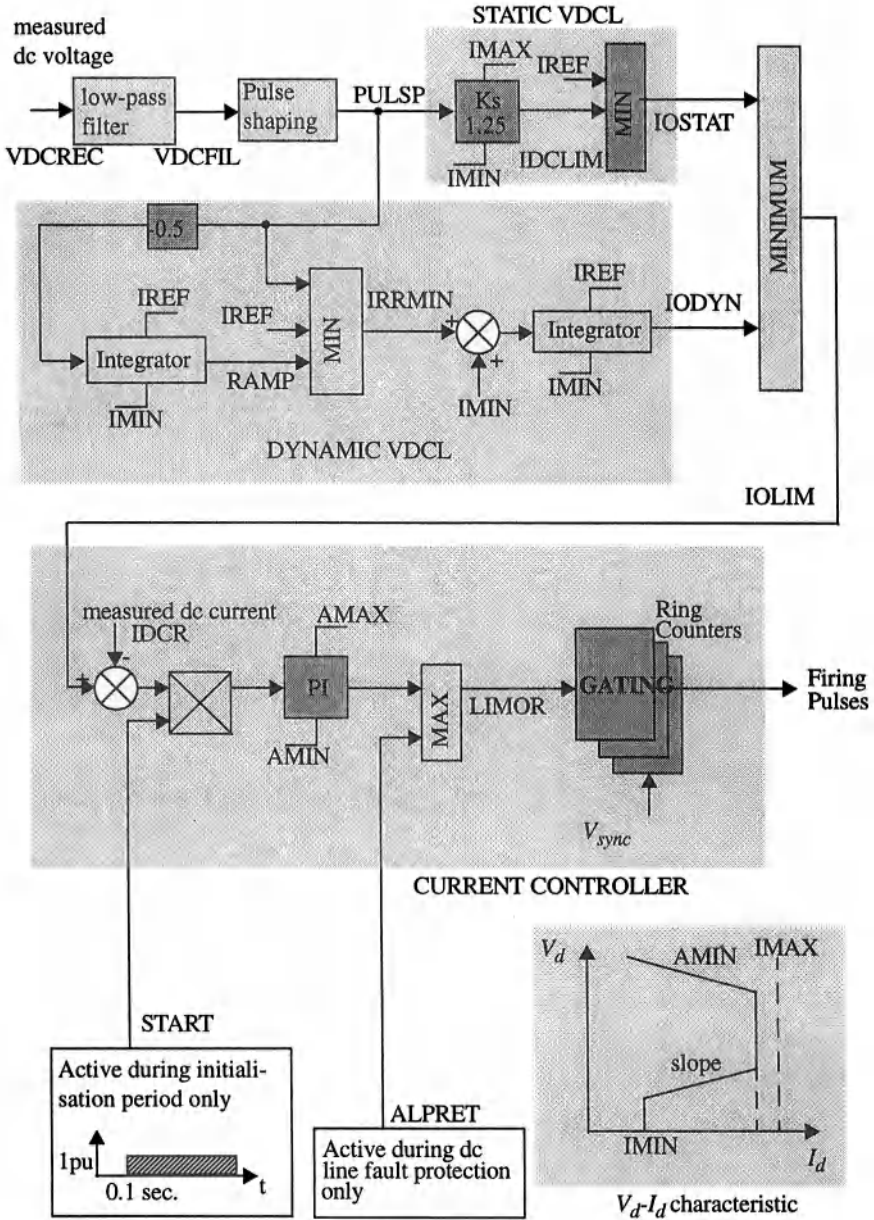 STATIC VDCL
measured
dc voltage
IMAX
IREF
low-pass
filter
Pulse
shaping
PULSP
Ks
1.25
MIN
IOSTAT
VDCREC
VDCFIL
IMIN
IDCLIM
MINIMUM
-0.5
IREF
IREF
IREF
IRRMIN
MIN
Integrator
RAMP
+
+
IMIN
Integrator
IODYN
IMIN
IMIN
DYNAMIC VDCL
IOLIM
measured dc current
IDCR
-
+
AMAX
PI
AMIN
MAX
LIMOR
Ring
Counters
GATING
Firing
Pulses
Vsync
CURRENT CONTROLLER
START
Active during initiali-
sation period only
1pu
0.1 sec.
t
ALPRET
Active during dc
line fault protection
only
Vd
AMIN
IMAX
slope
IMIN
Id
Vd-Id characteristic